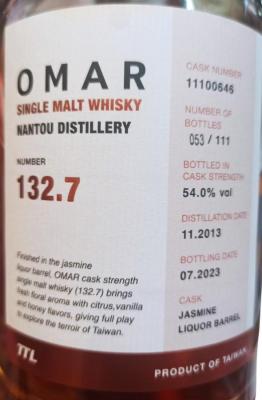 OMAR
SINGLE MALT WHISKY
NANTOU DISTILLERY
NUMBER
132.7
Finished in the jasmine
liquor barrel, OMAR cask strength
single malt whisky (132.7) brings
fresh floral aroma with citrus,vanilla
and honey flavors, giving full play
to explore the terroir of Taiwan.
CASK NUMBER
11100646
NUMBER OF
BOTTLES
053 / 111
BOTTLED IN
CASK STRENGTH
54.0% vol
DISTILLATION DATE
11.2013
BOTTLING DATE
07.2023
CASK
JASMINE
LIQUOR BARREL
TTL
PRODUCT OF TAIWAN